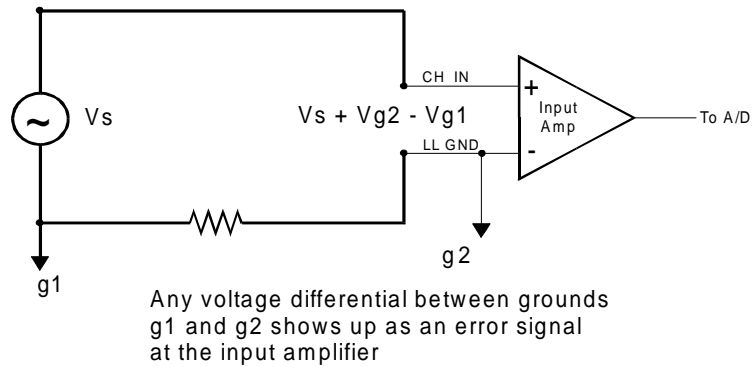 CH IN
+
Vs
Vs + Vg2 - Vg1
Input
Amp
To A/D
LL GND
-
g2
g1
Any voltage differential between grounds
g1 and g2 shows up as an error signal
at the input amplifier